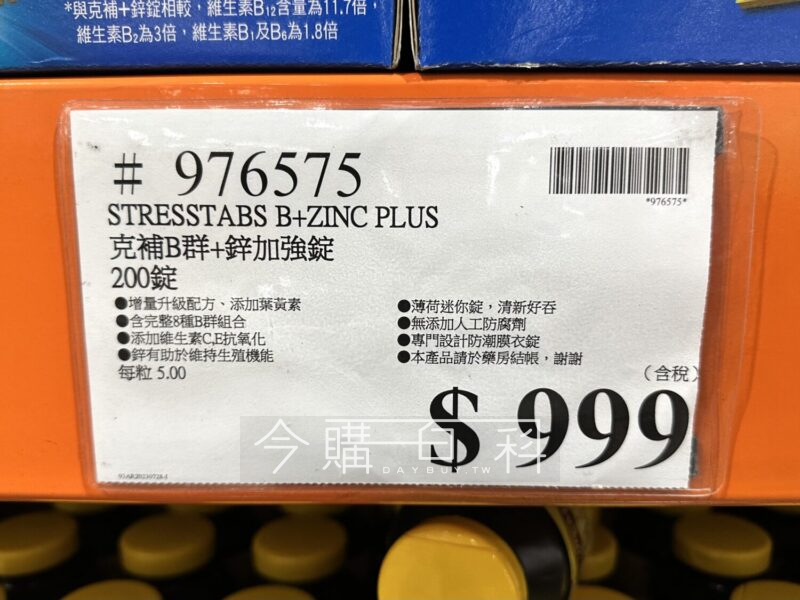 *與克補+鋅錠相較，維生素B12含量為11.7倍，
維生素B2為3倍，維生素B1及B6為1.8倍
# 976575
*976575*
STRESSTABS B+ZINC PLUS
克補B群+鋅加強錠
200錠
●增量升級配方、添加葉黃素
●含完整8種B群組合
●添加維生素C,E抗氧化
●鋅有助於維持生殖機能
每粒 5.00
●薄荷迷你錠，清新好吞
●無添加人工防腐劑
●專門設計防潮膜衣錠
●本產品請於藥房結帳，謝謝
（含稅）
$ 999
今購百科
DAYBUY.TW